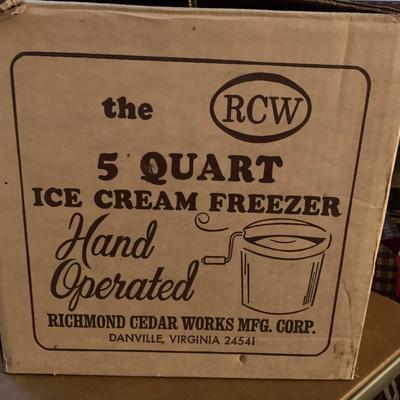 the RCW
5 QUART
ICE CREAM FREEZER
Hand
Operated
RICHMOND CEDAR WORKS MFG. CORP.
DANVILLE, VIRGINIA 24541